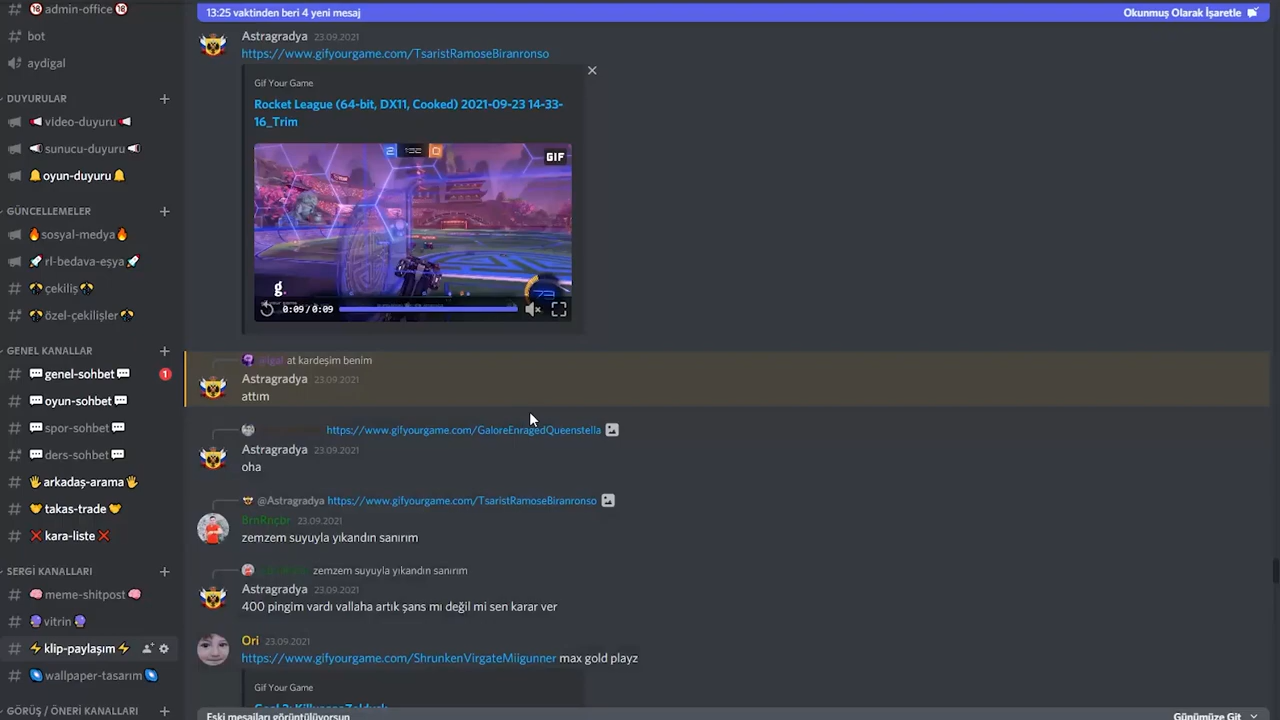 admin-office
bot
aydigal
DUYURULAR
vıdeo-duyuru
sunucu-duyuru
oyun-duyuru
GÜNCELLEMELER
sosyal-medya
rl-bedava-eşya
çekiliş
özel-çekilişler
GENEL KANALLAR
genel-sohbet
1
oyun-sohbet
spor-sohbet
ders-sohbet
arkadaş-arama
takas-trade
kara-liste
SERGİ KANALLARI
meme-shitpost
vitrin
klip-paylaşım
wallpaper-tasarım
GÖRÜŞ / ÖNERİ KANALLARI
13:25 vaktinden beri 4 yeni mesaj
Okunmuş Olarak İşaretle
Astragradya 23.09.2021
https://www.gifyourgame.com/TsaristRamoseBiranronso
Gif Your Game
Rocket League (64-bit, DX11, Cooked) 2021-09-23 14-33-
16_Trim
2
0
GIF
g.
0:09/0:09
at kardeşim benim
Astragradya 23.09.2021
attım
https://www.gifyourgame.com/GaloreEnragedQueenstella
Astragradya 23.09.2021
oha
@Astragradya https://www.gifyourgame.com/TsaristRamoseBiranronso
23.09.2021
zemzem suyuyla yıkandın sanırım
zemzem suyuyla yıkandın sanırım
Astragradya 23.09.2021
400 pingim vardı vallaha artık şans mı değil mi sen karar ver
Ori 23.09.2021
https://www.gifyourgame.com/ShrunkenVirgateMiigunner max gold playz
Gif Your Game
Eski mesajları görüntülüyorsun
Günümüze Git